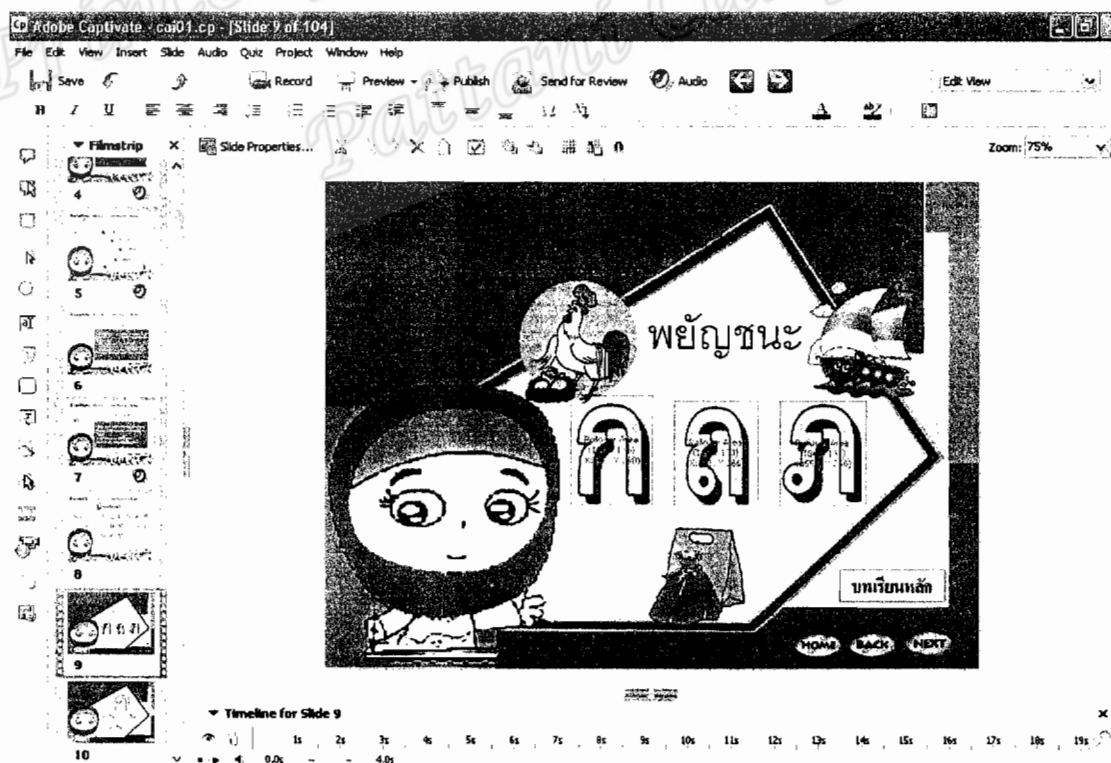 Adobe Captivate - cai01.cp - [Slide 9 of 104]
File Edit View Insert Slide Audio Quiz Project Window Help
Save Record Preview Publish Send for Review Audio Edit View
B I U
Filmstrip
Slide Properties...
Zoom: 75%
4
5
6
7
8
9
10
พยัญชนะ
ก ถ ภ
บทเรียนหลัก
HOME BACK NEXT
Timeline for Slide 9
1s 2s 3s 4s 5s 6s 7s 8s 9s 10s 11s 12s 13s 14s 15s 16s 17s 18s 19s
0.0s 4.0s
Pattani